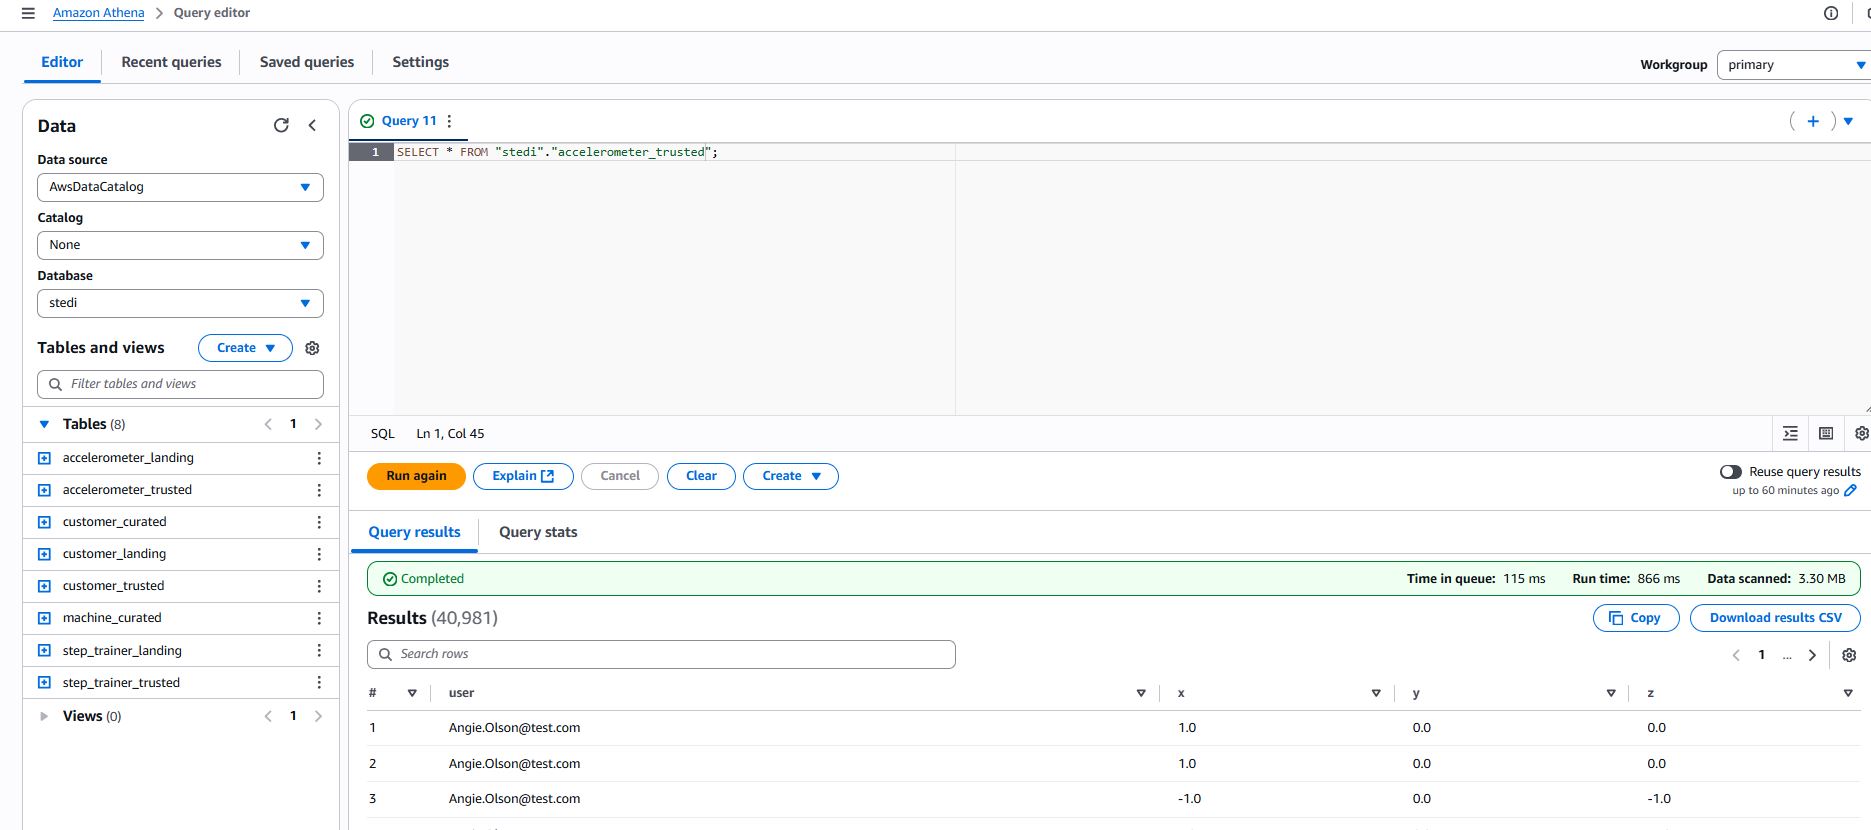 Amazon Athena > Query editor
Editor Recent queries Saved queries Settings
Workgroup primary
Data
Data source
AwsDataCatalog
Catalog
None
Database
stedi
Tables and views Create
Filter tables and views
Tables (8) < 1 >
accelerometer_landing
accelerometer_trusted
customer_curated
customer_landing
customer_trusted
machine_curated
step_trainer_landing
step_trainer_trusted
Views (0) < 1 >
Query 11
1 SELECT * FROM "stedi"."accelerometer_trusted";
SQL Ln 1, Col 45
Run again Explain Cancel Clear Create
Reuse query results
up to 60 minutes ago
Query results Query stats
Completed Time in queue: 115 ms Run time: 866 ms Data scanned: 3.30 MB
Results (40,981) Copy Download results CSV
Search rows
< 1 ... >
# user x y z
1 Angie.Olson@test.com 1.0 0.0 0.0
2 Angie.Olson@test.com 1.0 0.0 0.0
3 Angie.Olson@test.com -1.0 0.0 -1.0